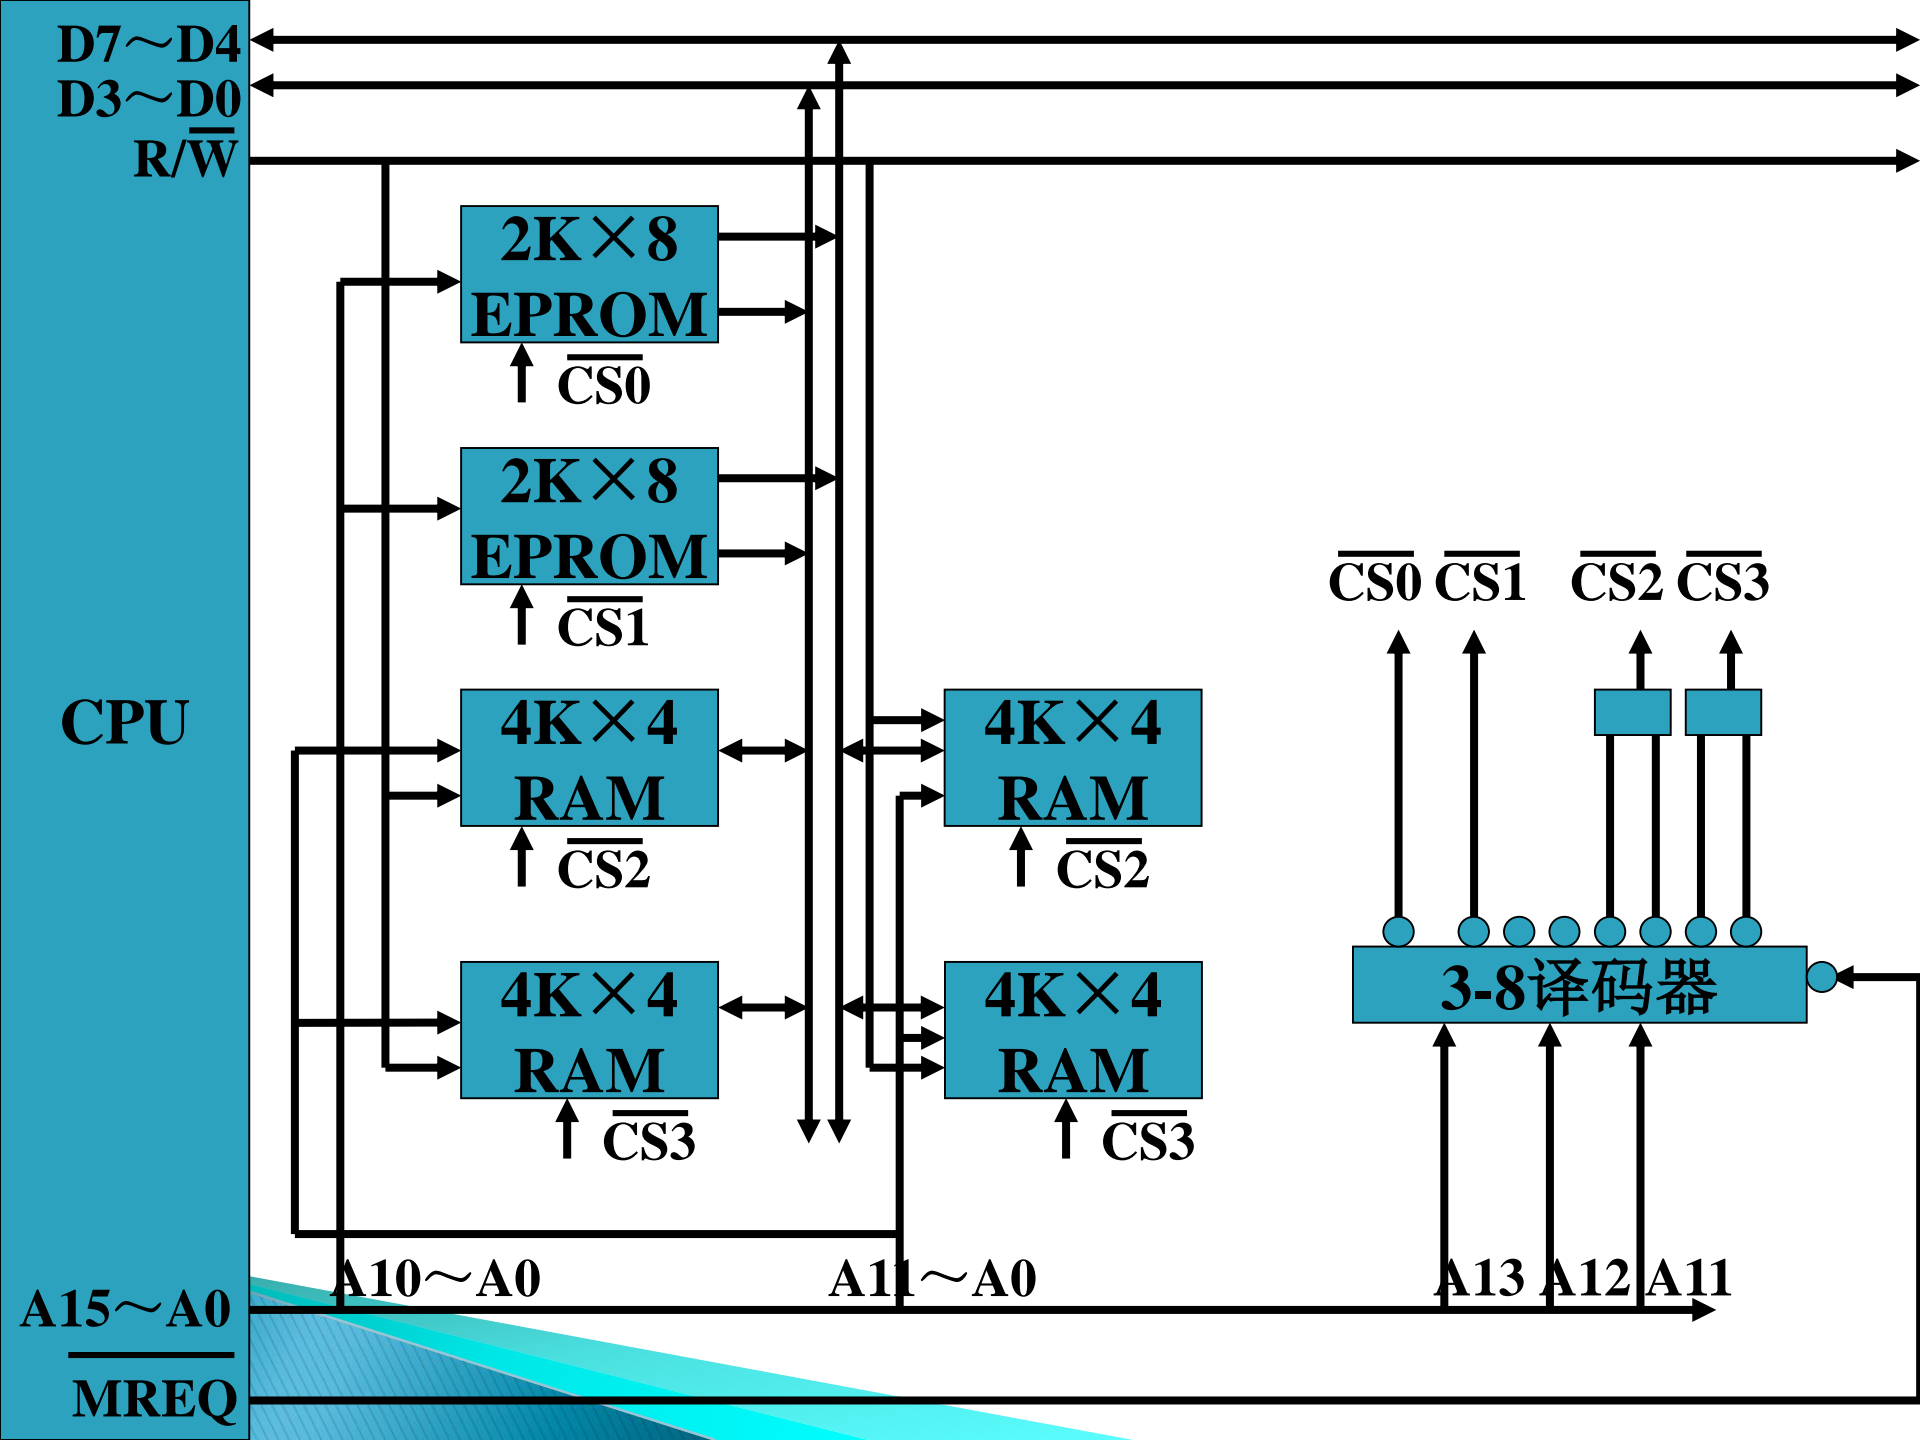 D7～D4
D3～D0
R/W
2K×8
EPROM
CS0
2K×8
EPROM
CS1
CS0 CS1 CS2 CS3
CPU
4K×4
RAM
CS2
4K×4
RAM
CS2
4K×4
RAM
CS3
4K×4
RAM
CS3
3-8译码器
A10～A0
A11～A0
A13 A12 A11
A15～A0
MREQ